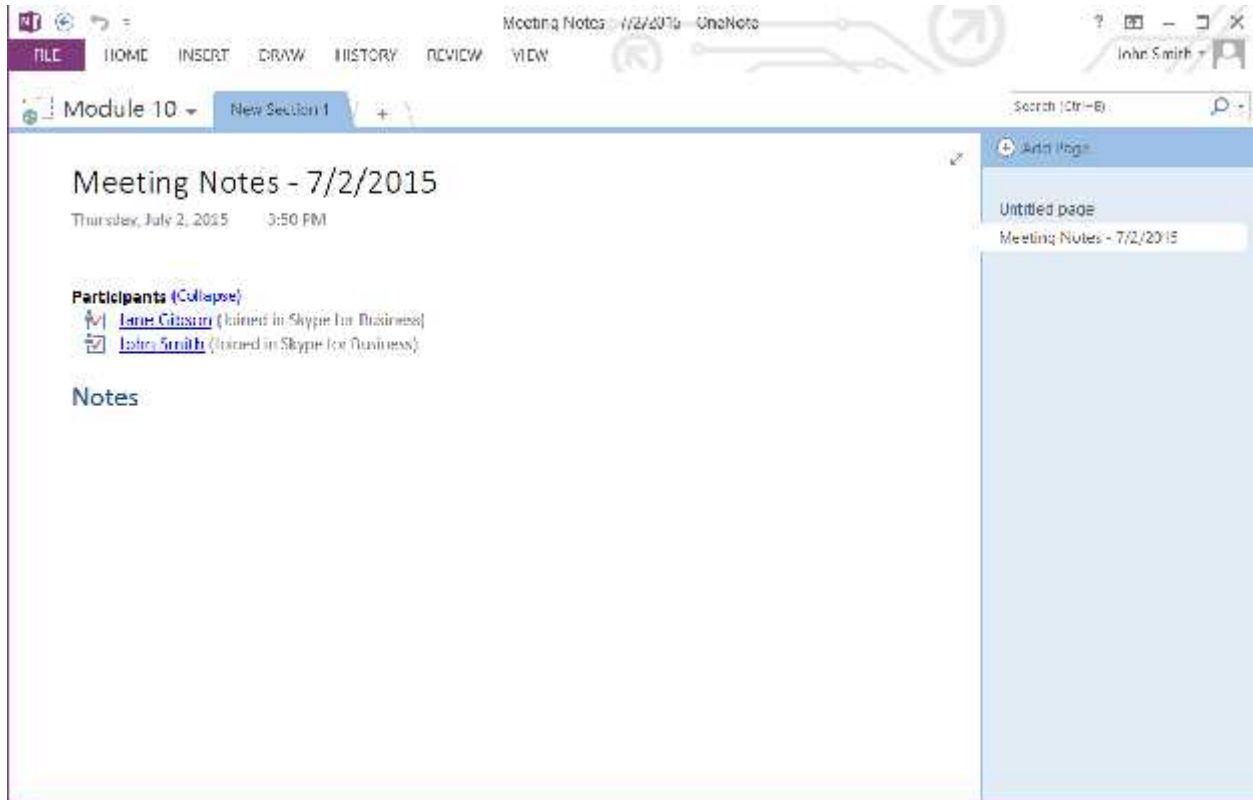 Meeting Notes - 7/2/2015 - OneNote
? 
FILE HOME INSERT DRAW HISTORY REVIEW VIEW
John Smith
Module 10
New Section 1
+
Search (Ctrl+E)
Add Page
Meeting Notes - 7/2/2015
Thursday, July 2, 2015 3:50 PM
Untitled page
Meeting Notes - 7/2/2015
Participants (Collapse)
Jane Gibson (Joined in Skype for Business)
John Smith (Joined in Skype for Business)
Notes